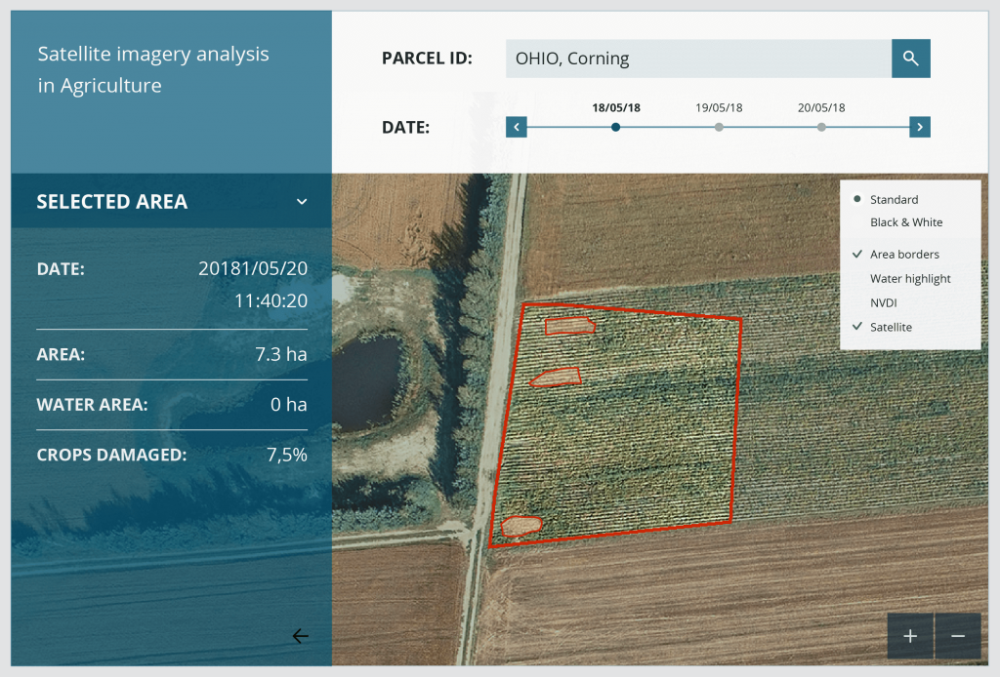 Satellite imagery analysis
in Agriculture
PARCEL ID:
OHIO, Corning
DATE:
18/05/18
19/05/18
20/05/18
SELECTED AREA
DATE:
20181/05/20
11:40:20
AREA:
7.3 ha
WATER AREA:
0 ha
CROPS DAMAGED:
7,5%
Standard
Black & White
Area borders
Water highlight
NVDI
Satellite